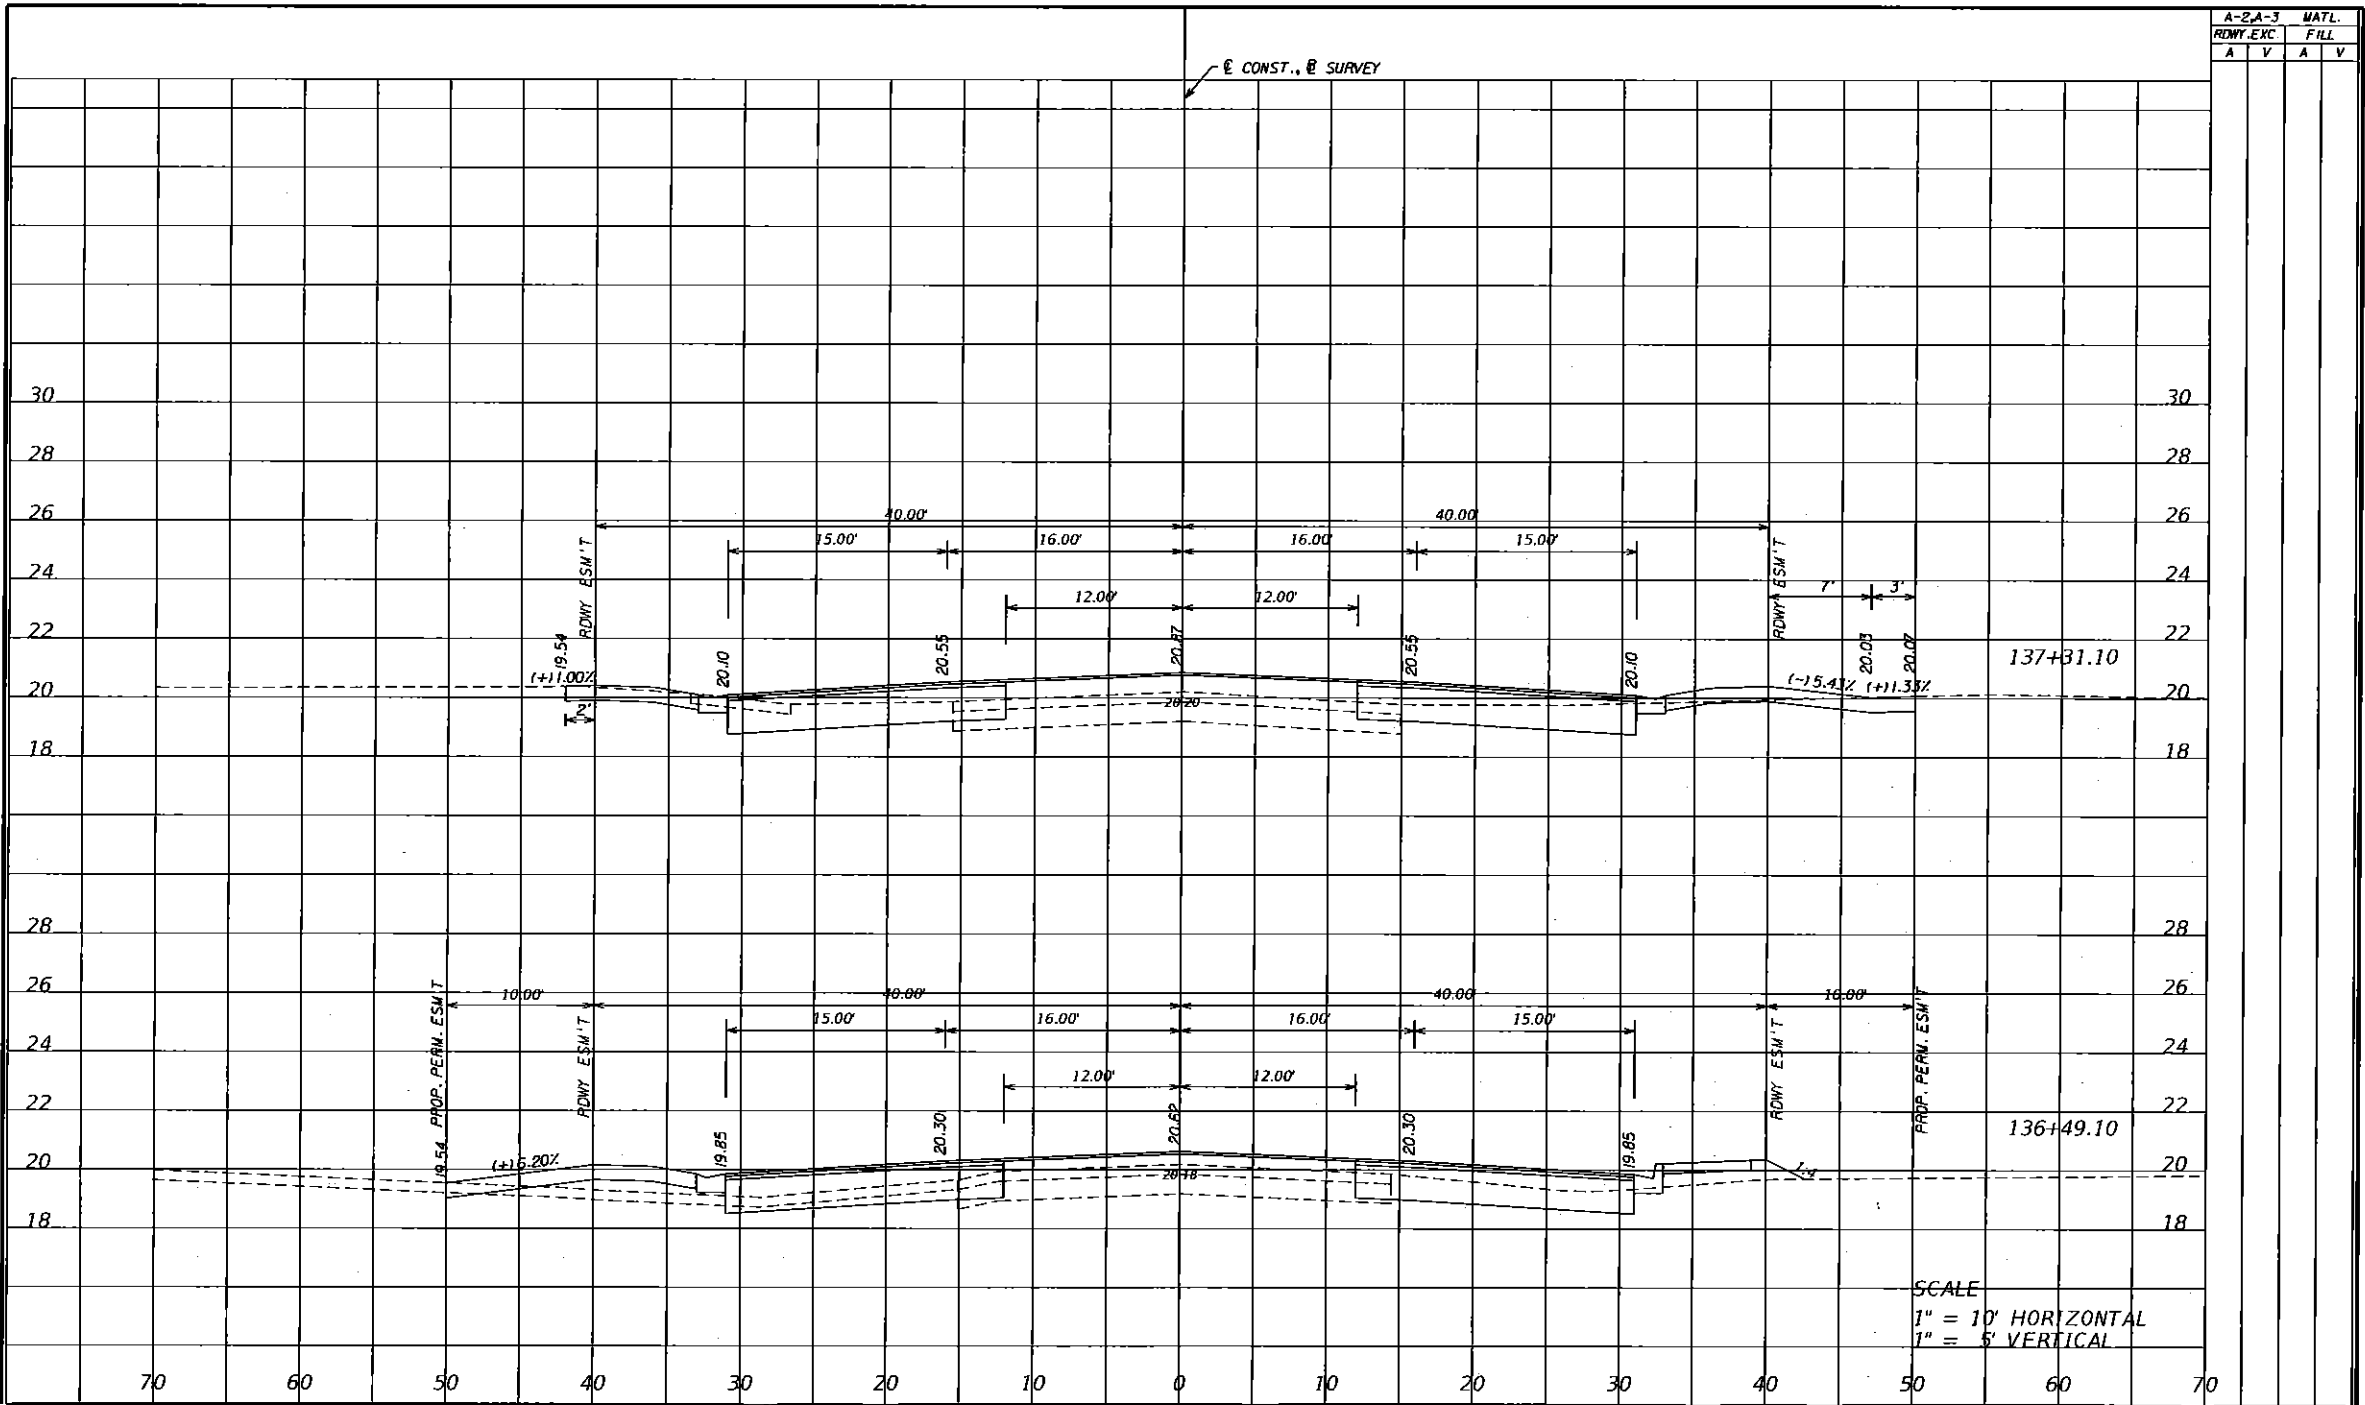 A-2,A-3 MATL.
RDWY.EXC. FILL
A V A V
℄ CONST., B SURVEY
30 30
28 28
26 26
40.00' 40.00'
15.00' 16.00' 16.00' 15.00'
24 24
RDWY ESM'T RDWY ESM'T
7' 3'
12.00' 12.00'
22 22
19.54 20.10 20.55 20.87 20.55 20.10 20.03 20.07
137+31.10
(+)1.00% (-)5.43% (+)1.33%
20 20
2' 20.20
18 18
28 28
26 26
10.00' 40.00' 40.00' 10.00'
15.00' 16.00' 16.00' 15.00'
24 24
PROP. PERM. ESM'T RDWY ESM'T RDWY ESM'T PROP. PERM. ESM'T
12.00' 12.00'
22 22
19.54 19.85 20.30 20.62 20.30 19.85
136+49.10
(+)6.20% 1:4
20 20
20.18
18 18
SCALE
1" = 10' HORIZONTAL
1" = 5' VERTICAL
70 60 50 40 30 20 10 0 10 20 30 40 50 60 70